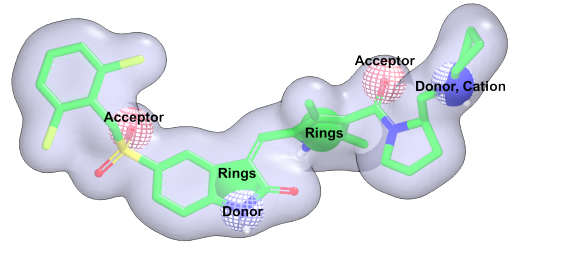 Acceptor
Donor, Cation
Acceptor
Rings
Rings
Donor